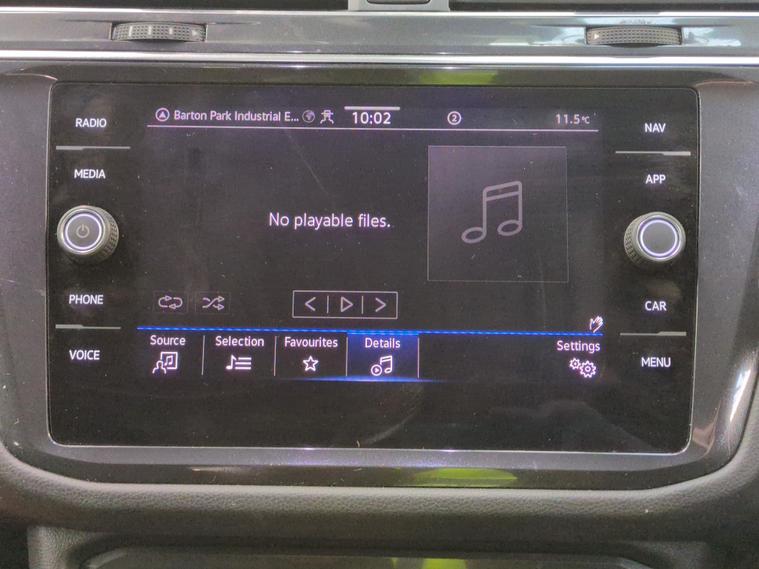 RADIO
MEDIA
PHONE
VOICE
Barton Park Industrial E... 10:02 2 11.5°C
No playable files.
Source Selection Favourites Details Settings
NAV
APP
CAR
MENU